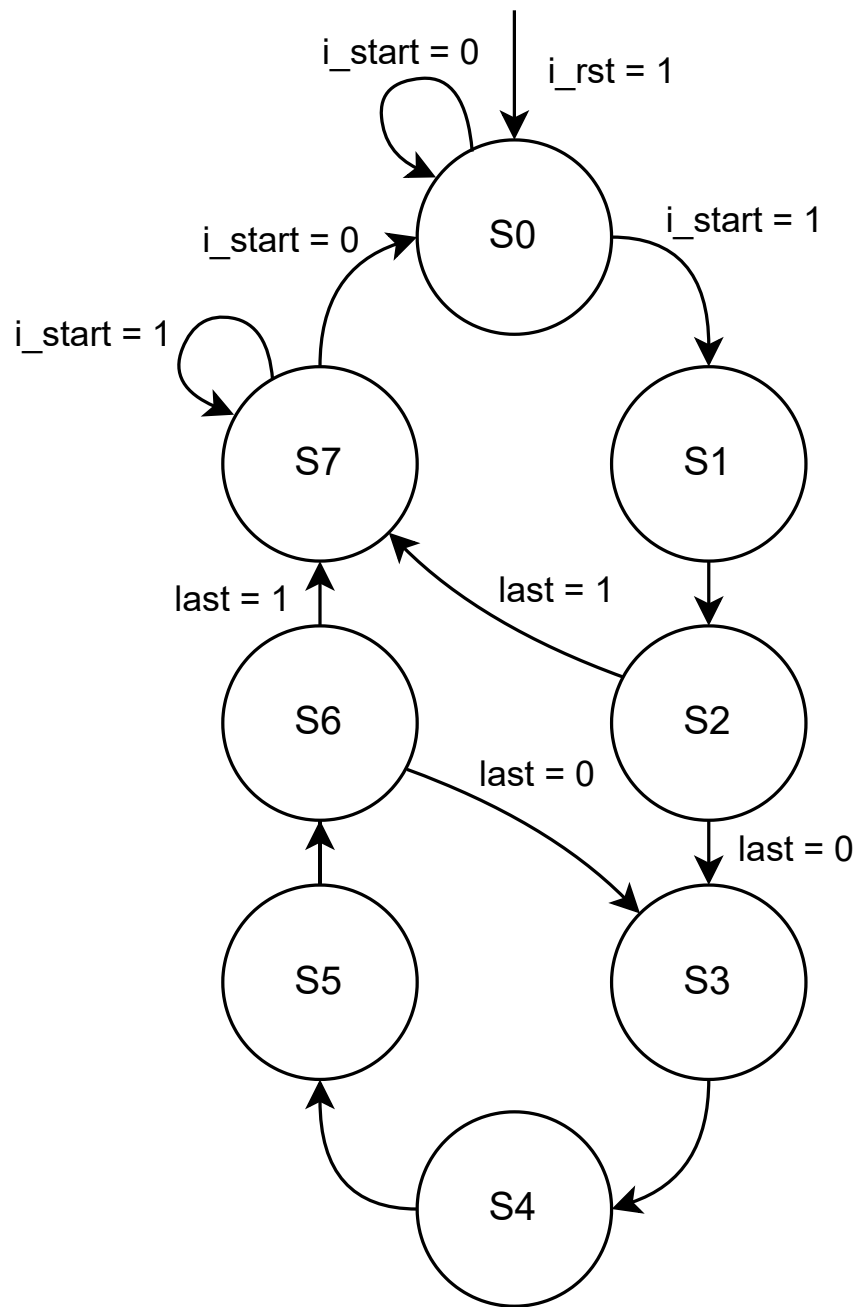 i_start = 0
i_rst = 1
S0
i_start = 1
i_start = 0
i_start = 1
S7
S1
last = 1
last = 1
S6
S2
last = 0
last = 0
S5
S3
S4